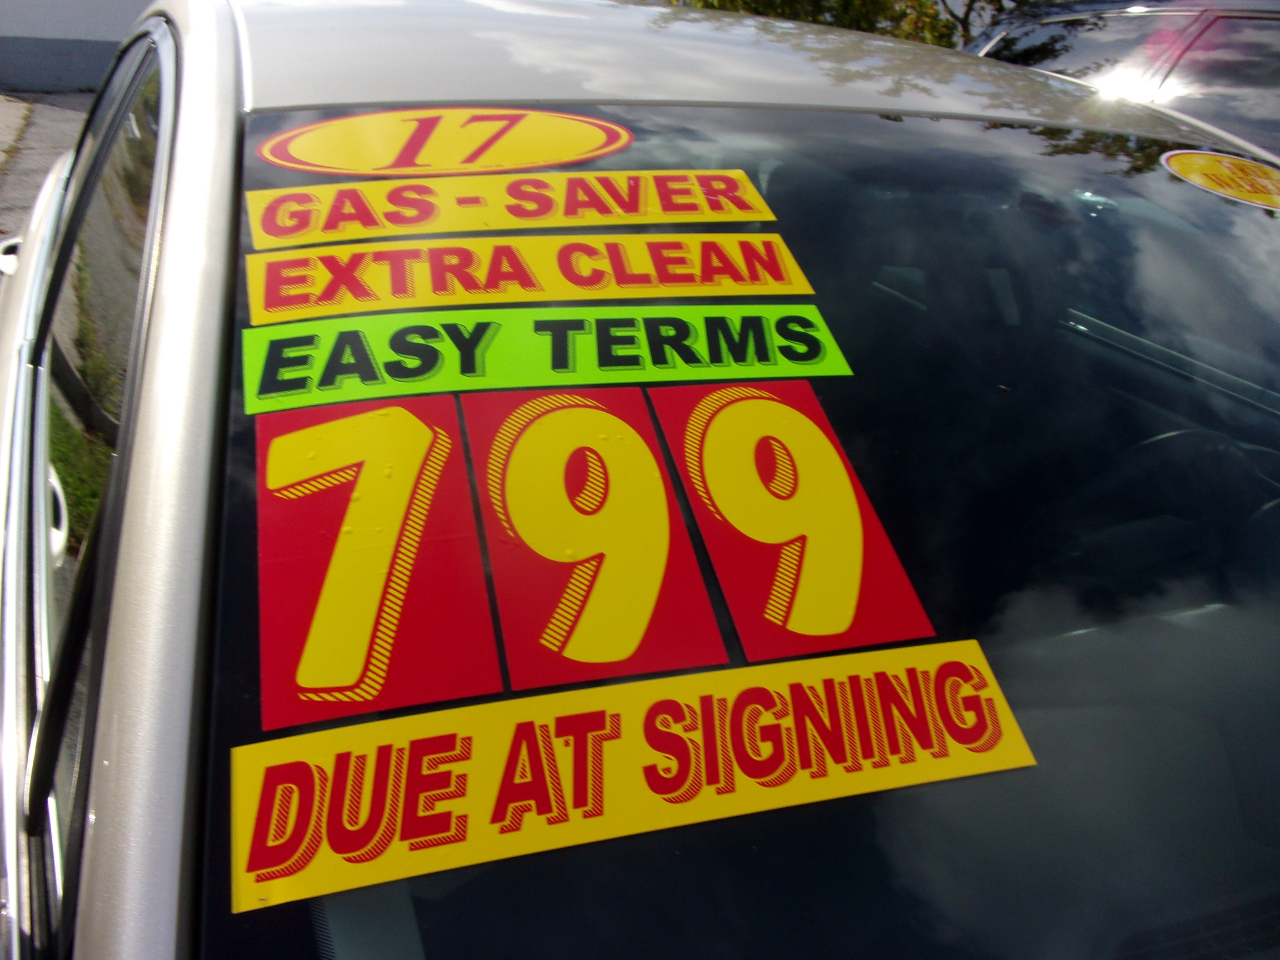 17
GAS - SAVER
EXTRA CLEAN
EASY TERMS
799
DUE AT SIGNING